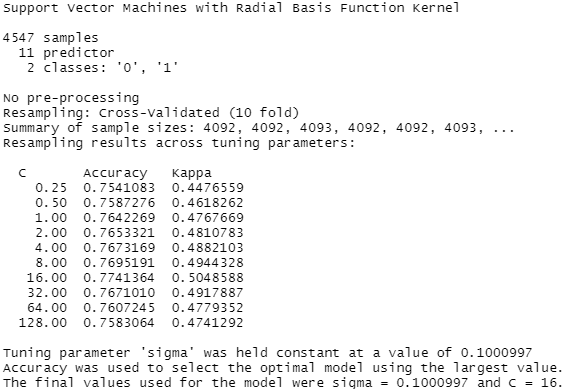 Support Vector Machines with Radial Basis Function Kernel
4547 samples
11 predictor
2 classes: '0', '1'
No pre-processing
Resampling: Cross-Validated (10 fold)
Summary of sample sizes: 4092, 4092, 4093, 4092, 4092, 4093, ...
Resampling results across tuning parameters:
C Accuracy Kappa
0.25 0.7541083 0.4476559
0.50 0.7587276 0.4618262
1.00 0.7642269 0.4767669
2.00 0.7653321 0.4810783
4.00 0.7673169 0.4882103
8.00 0.7695191 0.4944328
16.00 0.7741364 0.5048588
32.00 0.7671010 0.4917887
64.00 0.7607245 0.4779352
128.00 0.7583064 0.4741292
Tuning parameter 'sigma' was held constant at a value of 0.1000997
Accuracy was used to select the optimal model using the largest value.
The final values used for the model were sigma = 0.1000997 and C = 16.